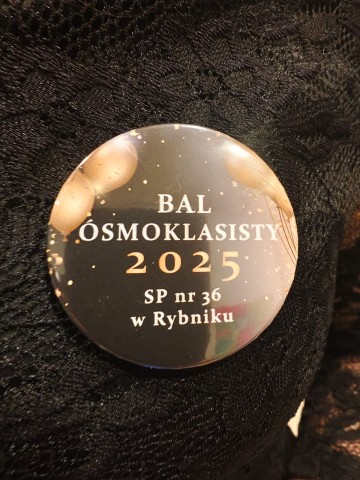 BAL
ÓSMOKLASISTY
2025
SP nr 36
w Rybniku